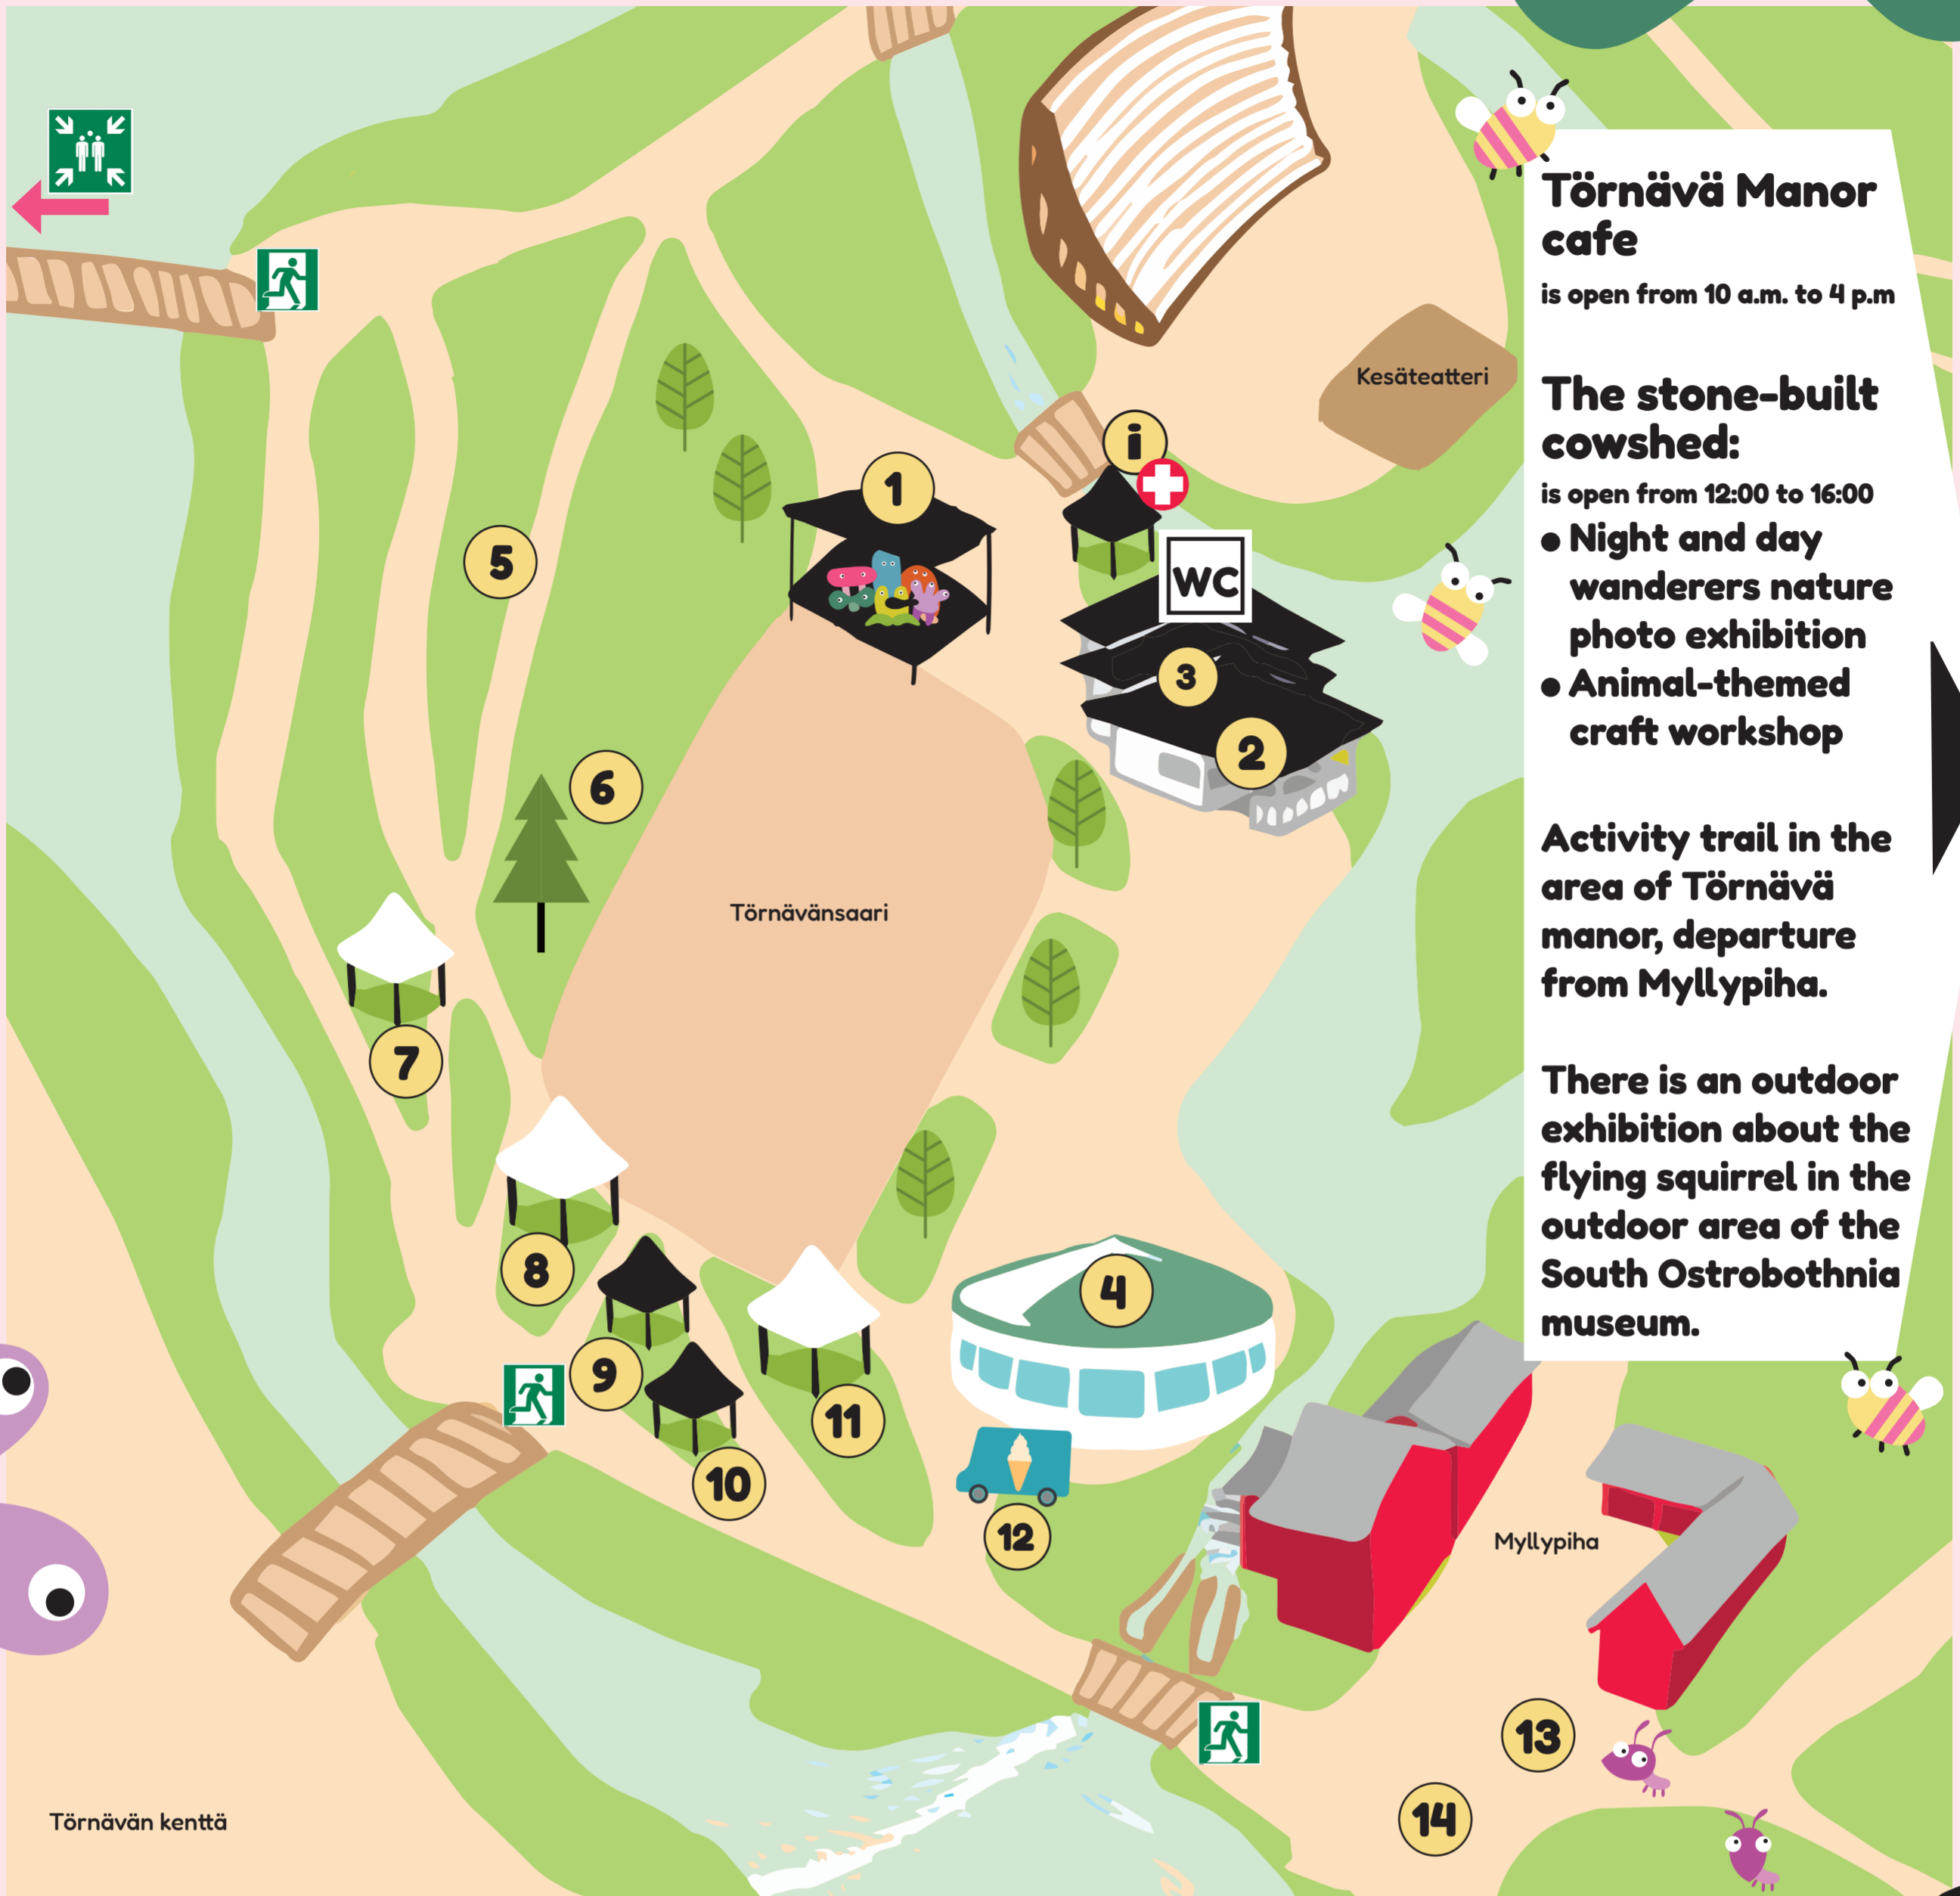 Törnävä Manor
cafe
is open from 10 a.m. to 4 p.m
The stone-built
cowshed:
is open from 12:00 to 16:00
● Night and day
wanderers nature
photo exhibition
● Animal-themed
craft workshop
Activity trail in the
area of Törnävä
manor, departure
from Myllypiha.
There is an outdoor
exhibition about the
flying squirrel in the
outdoor area of the
South Ostrobothnia
museum.
Kesäteatteri
i
1
5
WC
3
2
6
Törnävänsaari
7
8
4
9
11
10
12
Myllypiha
13
14
Törnävän kenttä